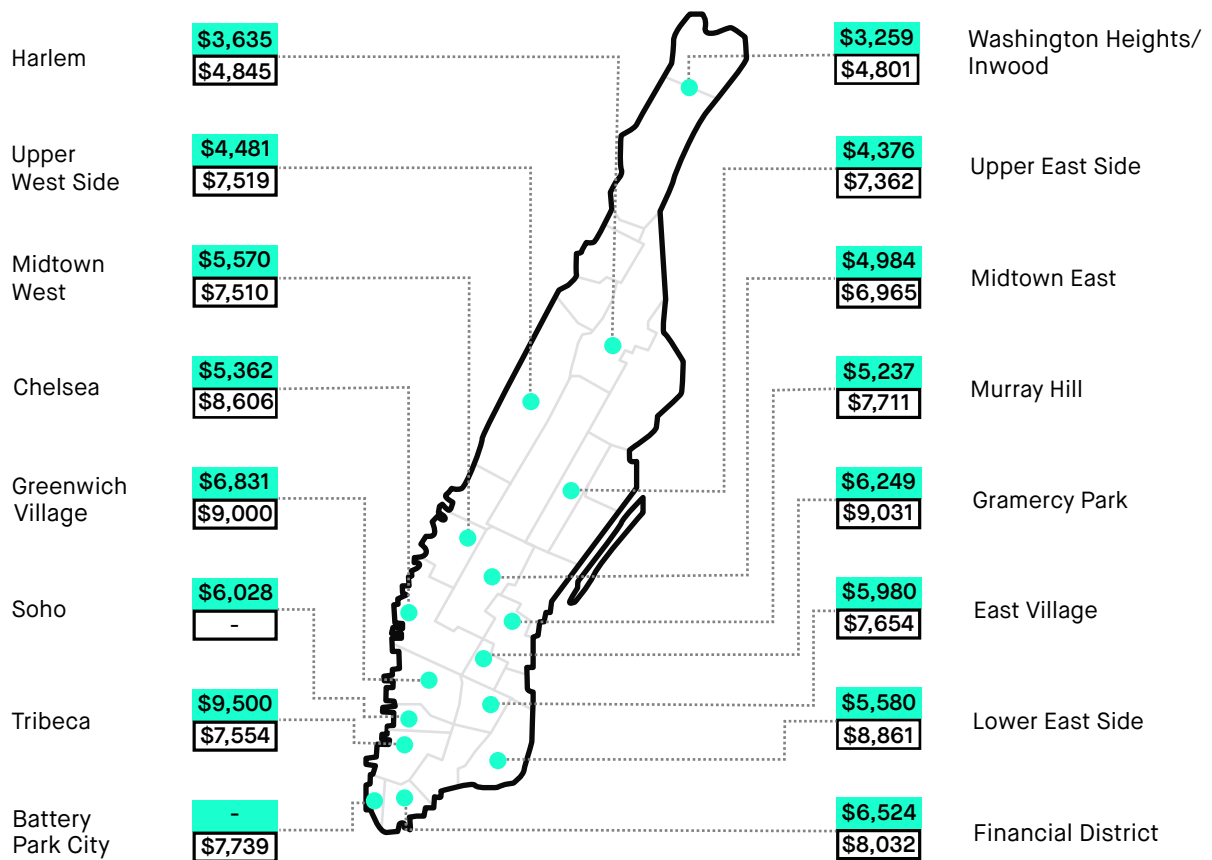 Harlem
$3,635
$4,845
Upper
West Side
$4,481
$7,519
Midtown
West
$5,570
$7,510
Chelsea
$5,362
$8,606
Greenwich
Village
$6,831
$9,000
Soho
$6,028
-
Tribeca
$9,500
$7,554
Battery
Park City
-
$7,739
$3,259
$4,801
Washington Heights/
Inwood
$4,376
$7,362
Upper East Side
$4,984
$6,965
Midtown East
$5,237
$7,711
Murray Hill
$6,249
$9,031
Gramercy Park
$5,980
$7,654
East Village
$5,580
$8,861
Lower East Side
$6,524
$8,032
Financial District